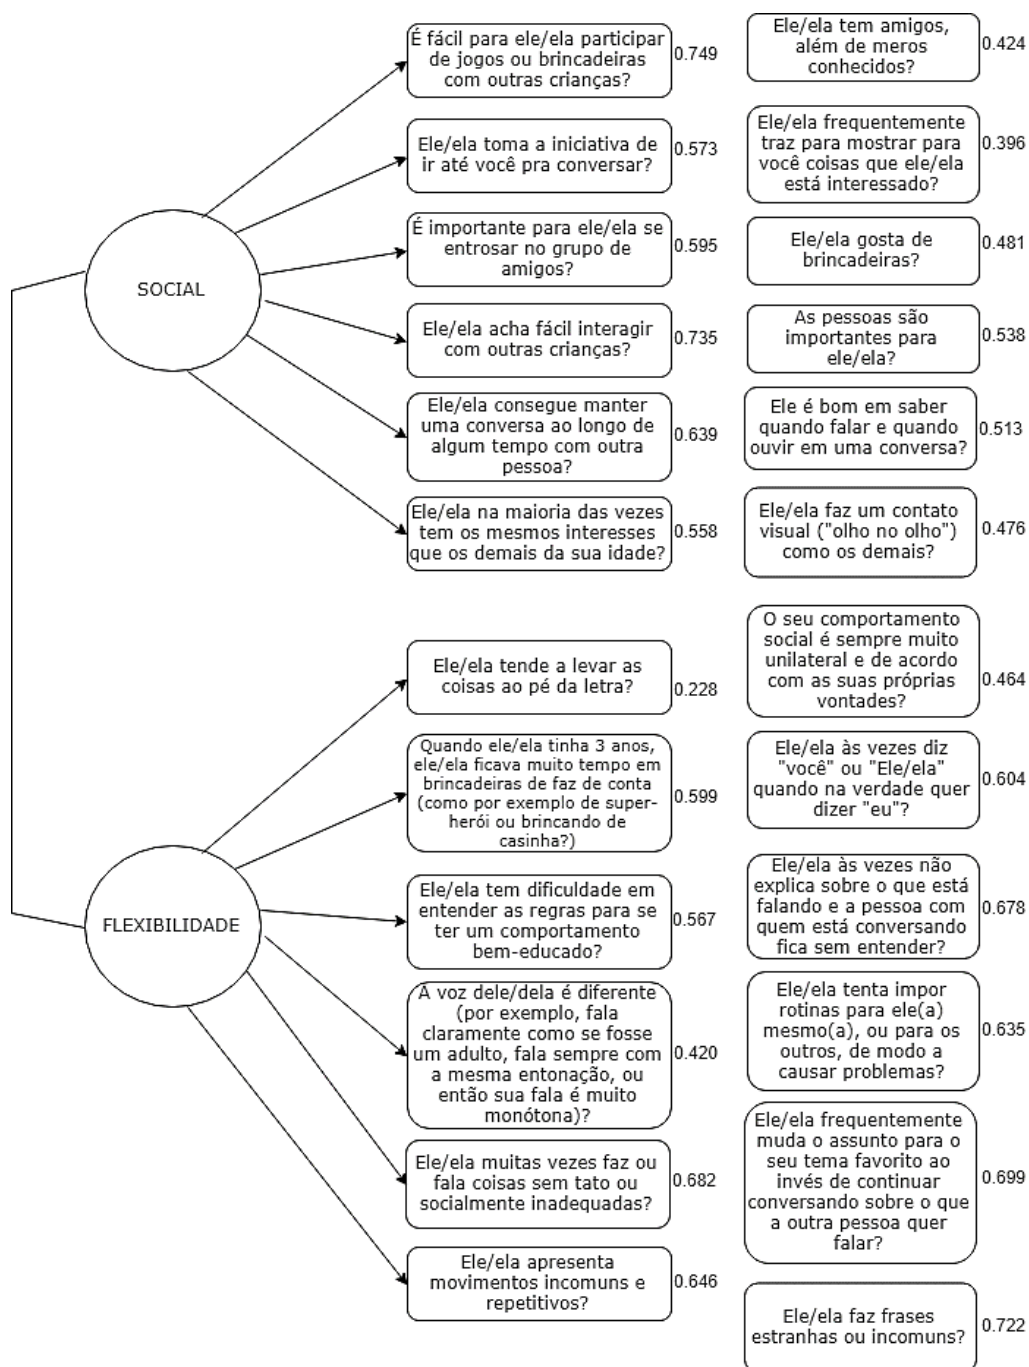 É fácil para ele/ela participar
de jogos ou brincadeiras
com outras crianças?
0.749
Ele/ela tem amigos,
além de meros
conhecidos?
0.424
Ele/ela toma a iniciativa de
ir até você pra conversar?
0.573
Ele/ela frequentemente
traz para mostrar para
você coisas que ele/ela
está interessado?
0.396
É importante para ele/ela se
entrosar no grupo de
amigos?
0.595
Ele/ela gosta de
brincadeiras?
0.481
SOCIAL
Ele/ela acha fácil interagir
com outras crianças?
0.735
As pessoas são
importantes para
ele/ela?
0.538
Ele/ela consegue manter
uma conversa ao longo de
algum tempo com outra
pessoa?
0.639
Ele é bom em saber
quando falar e quando
ouvir em uma conversa?
0.513
Ele/ela na maioria das vezes
tem os mesmos interesses
que os demais da sua idade?
0.558
Ele/ela faz um contato
visual ("olho no olho")
como os demais?
0.476
Ele/ela tende a levar as
coisas ao pé da letra?
0.228
O seu comportamento
social é sempre muito
unilateral e de acordo
com as suas próprias
vontades?
0.464
Quando ele/ela tinha 3 anos,
ele/ela ficava muito tempo em
brincadeiras de faz de conta
(como por exemplo de super-
herói ou brincando de
casinha?)
0.599
Ele/ela às vezes diz
"você" ou "Ele/ela"
quando na verdade quer
dizer "eu"?
0.604
Ele/ela tem dificuldade em
entender as regras para se
ter um comportamento
bem-educado?
0.567
Ele/ela às vezes não
explica sobre o que está
falando e a pessoa com
quem está conversando
fica sem entender?
0.678
FLEXIBILIDADE
A voz dele/dela é diferente
(por exemplo, fala
claramente como se fosse
um adulto, fala sempre com
a mesma entonação, ou
então sua fala é muito
monótona)?
0.420
Ele/ela tenta impor
rotinas para ele(a)
mesmo(a), ou para os
outros, de modo a
causar problemas?
0.635
Ele/ela muitas vezes faz ou
fala coisas sem tato ou
socialmente inadequadas?
0.682
Ele/ela frequentemente
muda o assunto para o
seu tema favorito ao
invés de continuar
conversando sobre o que
a outra pessoa quer
falar?
0.699
Ele/ela apresenta
movimentos incomuns e
repetitivos?
0.646
Ele/ela faz frases
estranhas ou incomuns?
0.722